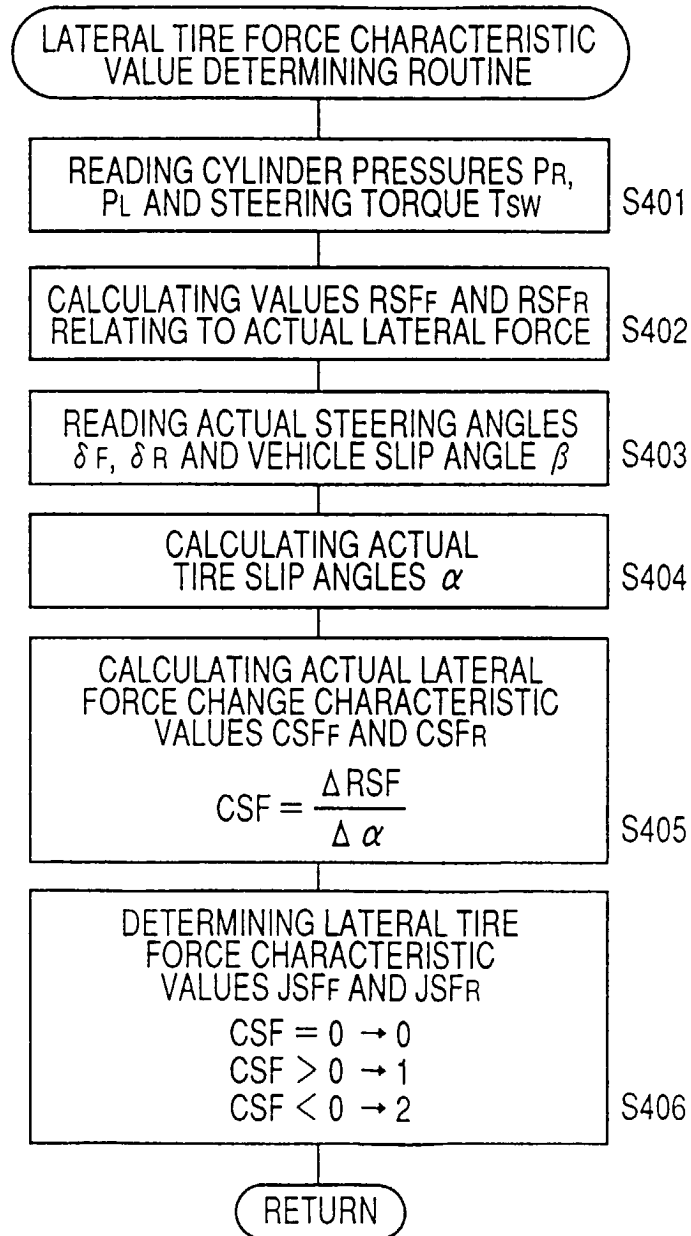 LATERAL TIRE FORCE CHARACTERISTIC
VALUE DETERMINING ROUTINE
READING CYLINDER PRESSURES PR,
PL AND STEERING TORQUE TSW
S401
CALCULATING VALUES RSFF AND RSFR
RELATING TO ACTUAL LATERAL FORCE
S402
READING ACTUAL STEERING ANGLES
δF, δR AND VEHICLE SLIP ANGLE β
S403
CALCULATING ACTUAL
TIRE SLIP ANGLES α
S404
CALCULATING ACTUAL LATERAL
FORCE CHANGE CHARACTERISTIC
VALUES CSFF AND CSFR
CSF = ΔRSF / Δα
S405
DETERMINING LATERAL TIRE
FORCE CHARACTERISTIC
VALUES JSFF AND JSFR
CSF = 0 → 0
CSF > 0 → 1
CSF < 0 → 2
S406
RETURN